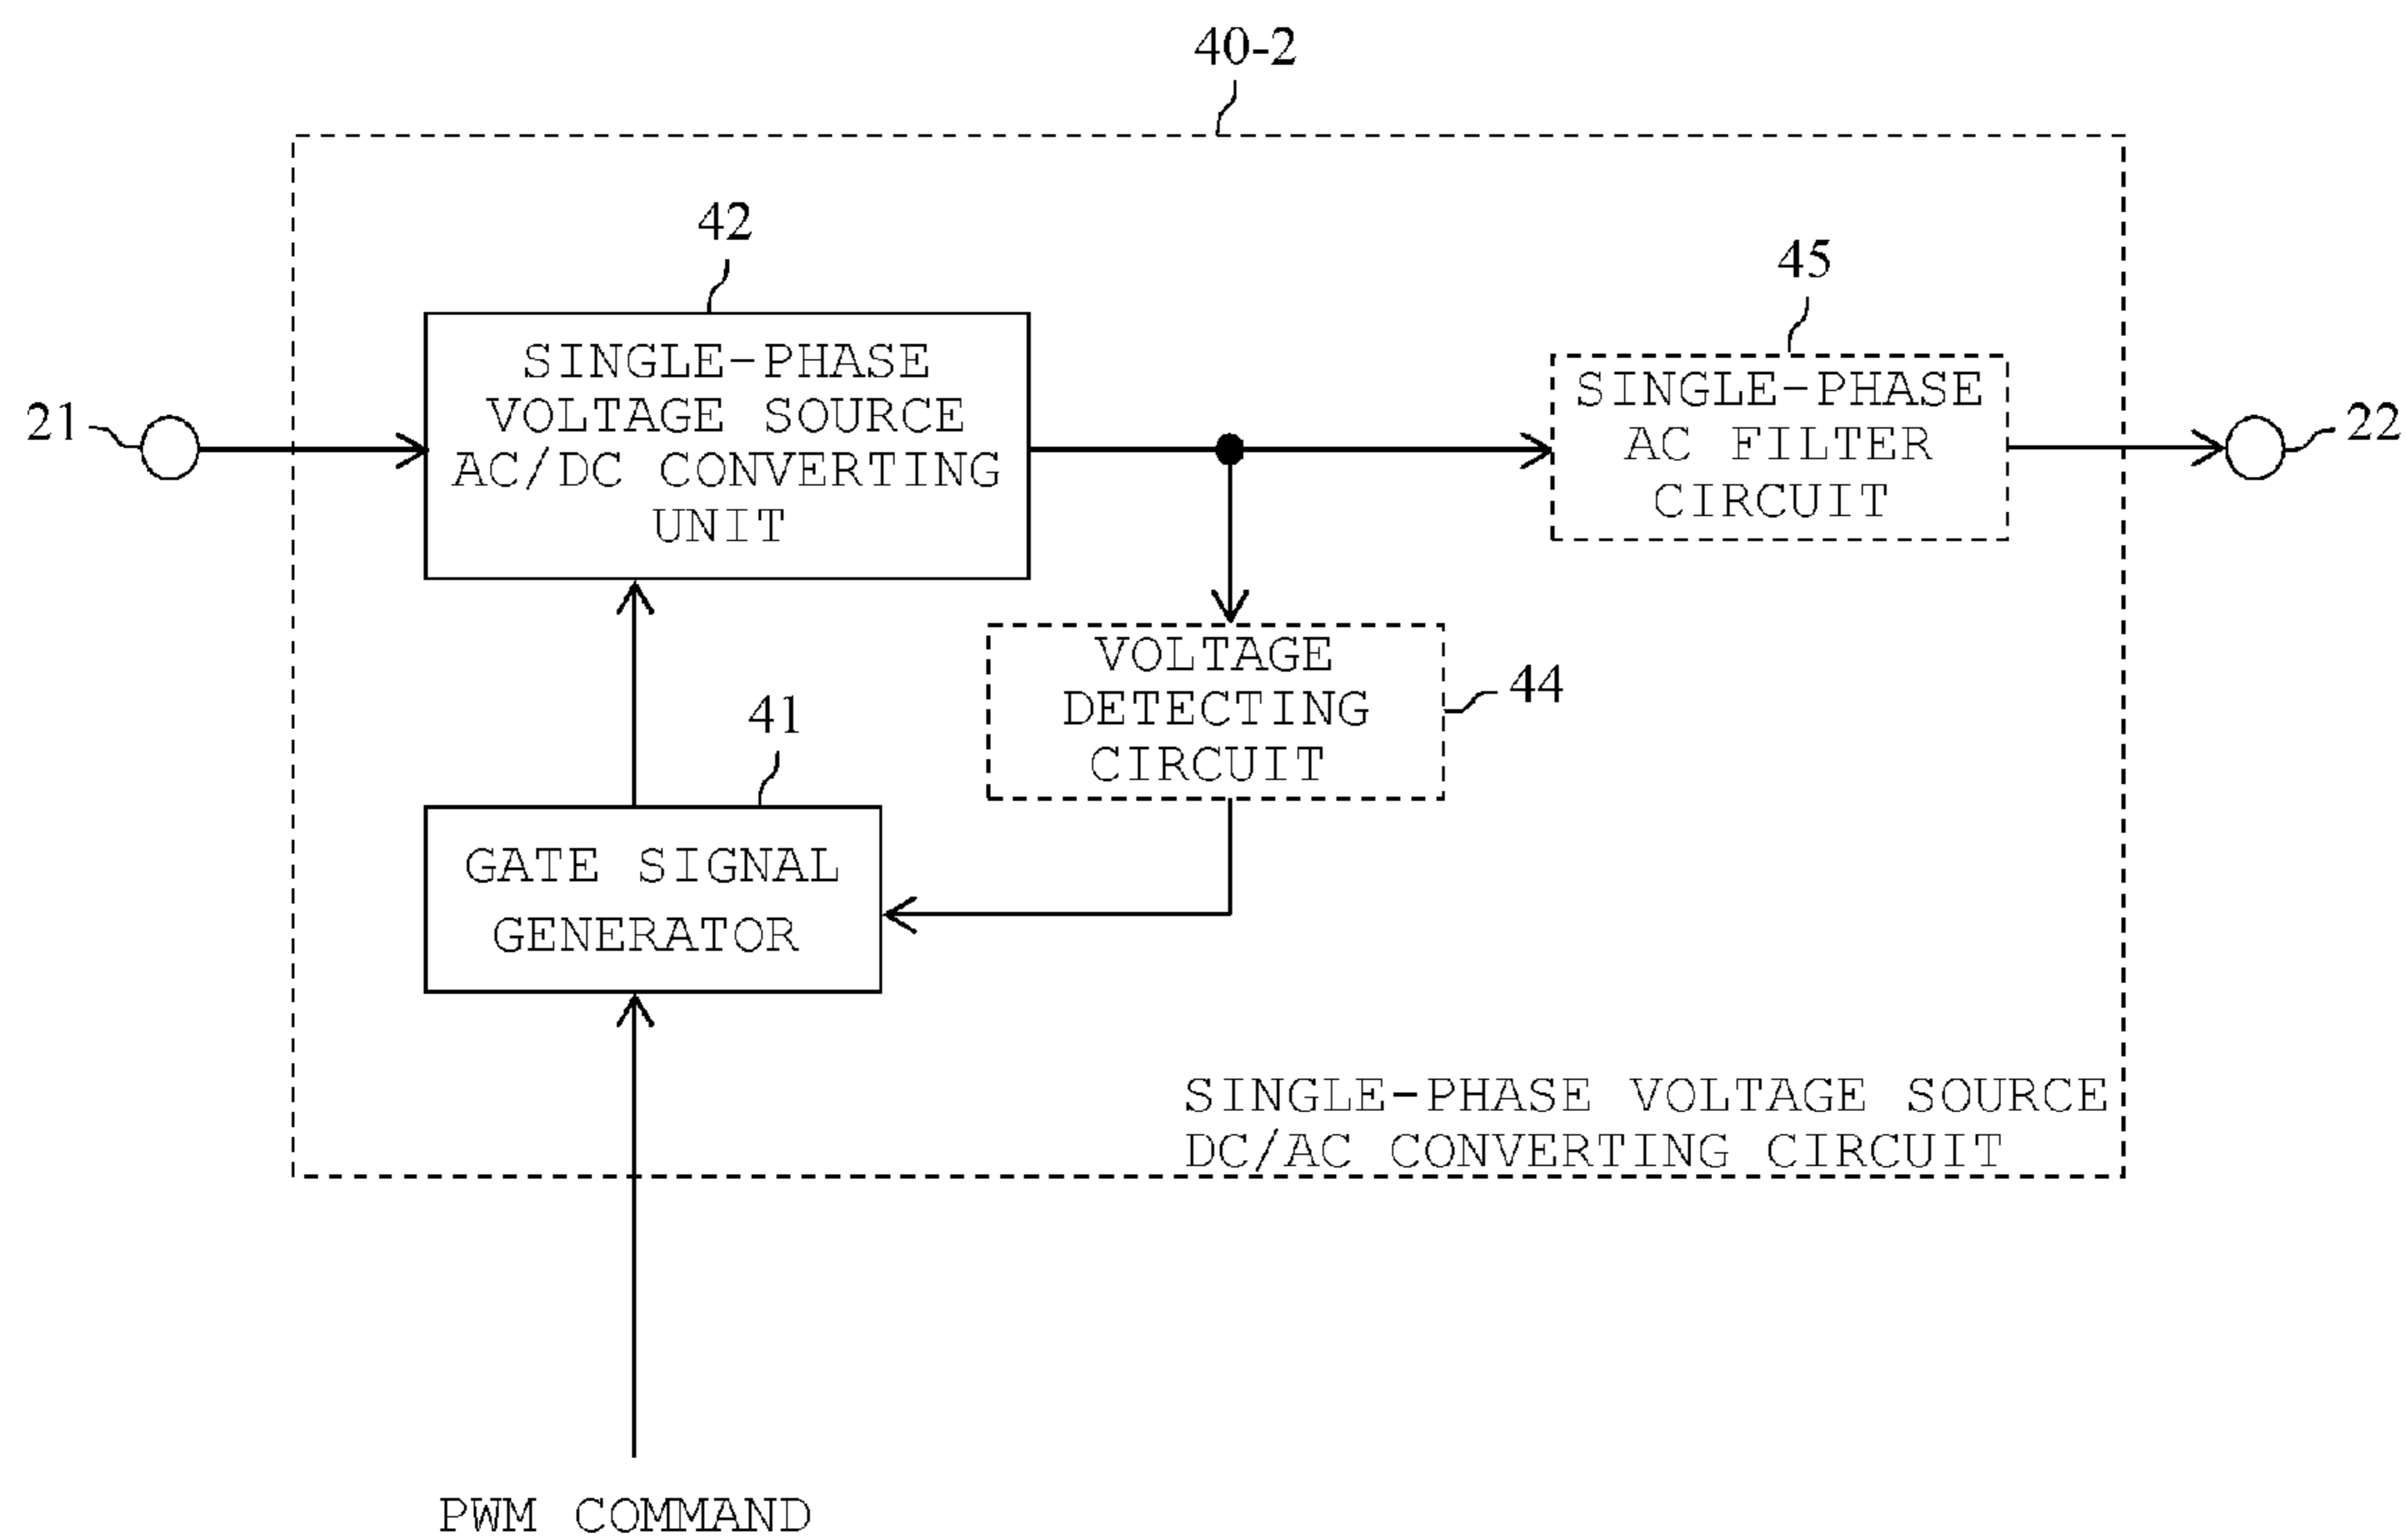 40-2
42
45
SINGLE-PHASE
VOLTAGE SOURCE
AC/DC CONVERTING
UNIT
SINGLE-PHASE
AC FILTER
CIRCUIT
21
22
VOLTAGE
DETECTING
CIRCUIT
44
41
GATE SIGNAL
GENERATOR
SINGLE-PHASE VOLTAGE SOURCE
DC/AC CONVERTING CIRCUIT
PWM COMMAND